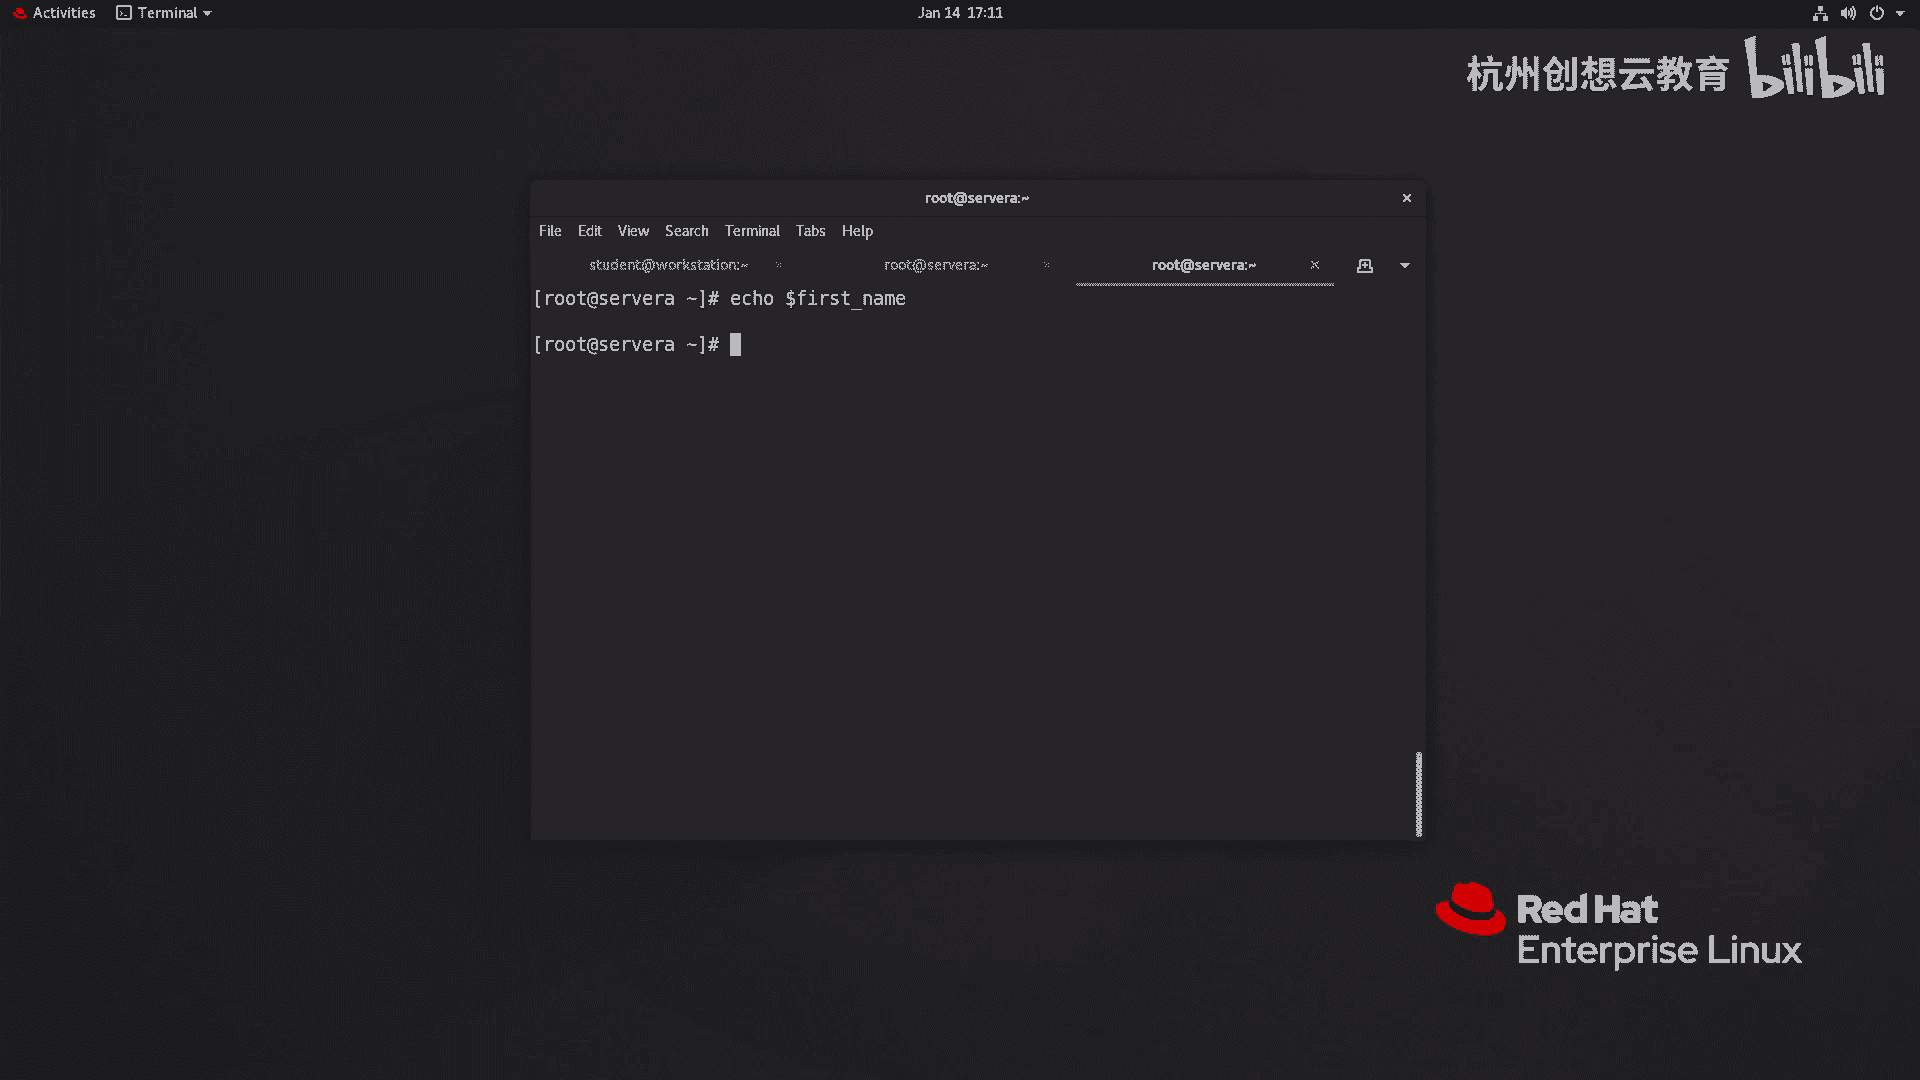 Activities Terminal Jan 14 17:11
杭州创想云教育 bilibili
root@servera:~
File Edit View Search Terminal Tabs Help
student@workstation:~ root@servera:~ root@servera:~
[root@servera ~]# echo $first_name
[root@servera ~]#
Red Hat
Enterprise Linux